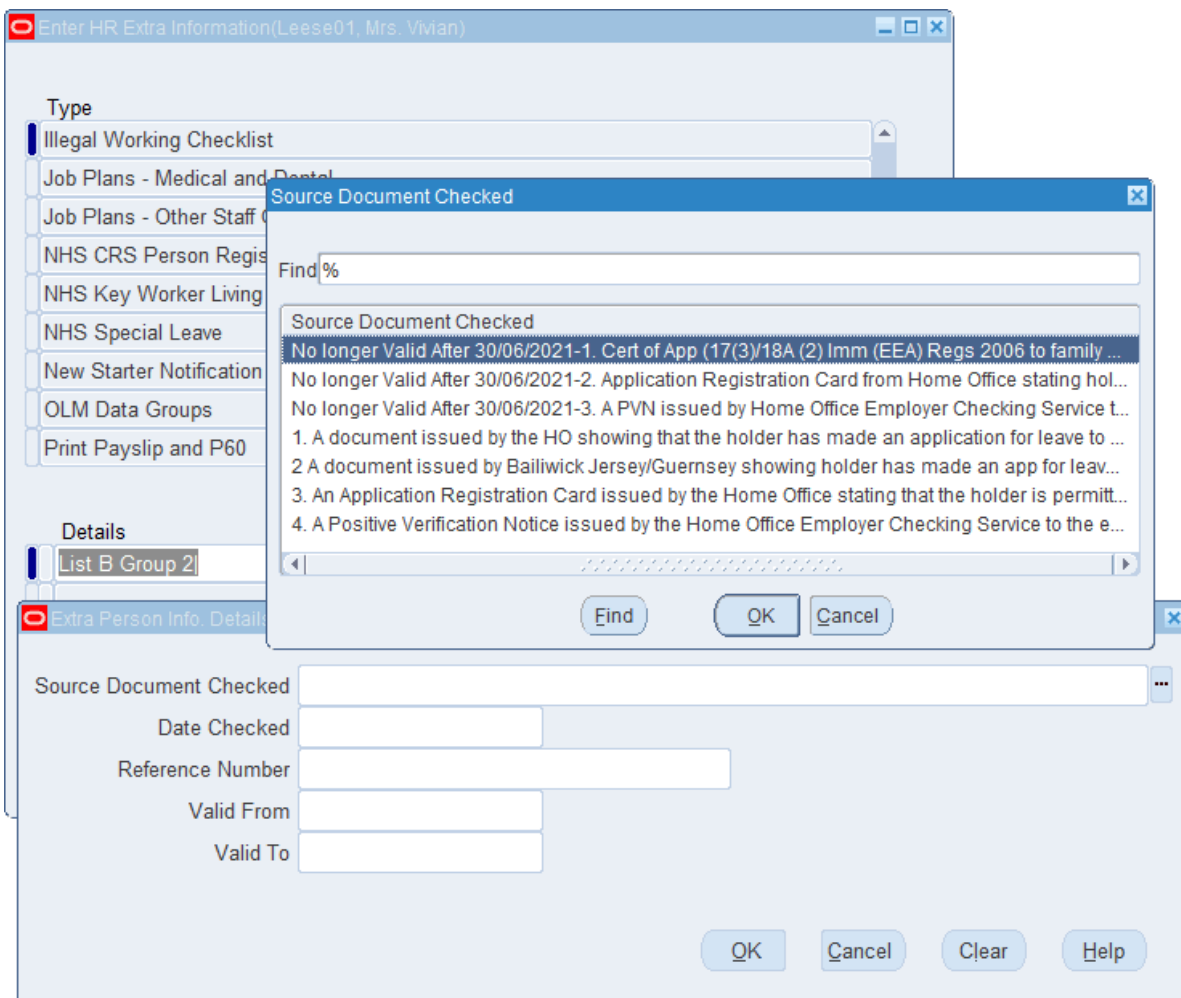 Enter HR Extra Information(Leese01, Mrs. Vivian)
Type
Illegal Working Checklist
Job Plans - Medical and Dental
Job Plans - Other Staff
NHS CRS Person Regis
NHS Key Worker Living
NHS Special Leave
New Starter Notification
OLM Data Groups
Print Payslip and P60
Source Document Checked
Find %
Source Document Checked
No longer Valid After 30/06/2021-1. Cert of App (17(3)/18A (2) Imm (EEA) Regs 2006 to family ...
No longer Valid After 30/06/2021-2. Application Registration Card from Home Office stating hol...
No longer Valid After 30/06/2021-3. A PVN issued by Home Office Employer Checking Service t...
1. A document issued by the HO showing that the holder has made an application for leave to ...
2 A document issued by Bailiwick Jersey/Guernsey showing holder has made an app for leav...
3. An Application Registration Card issued by the Home Office stating that the holder is permitt...
4. A Positive Verification Notice issued by the Home Office Employer Checking Service to the e...
Find OK Cancel
Details
List B Group 2
Extra Person Info. Details
Source Document Checked ...
Date Checked
Reference Number
Valid From
Valid To
OK Cancel Clear Help